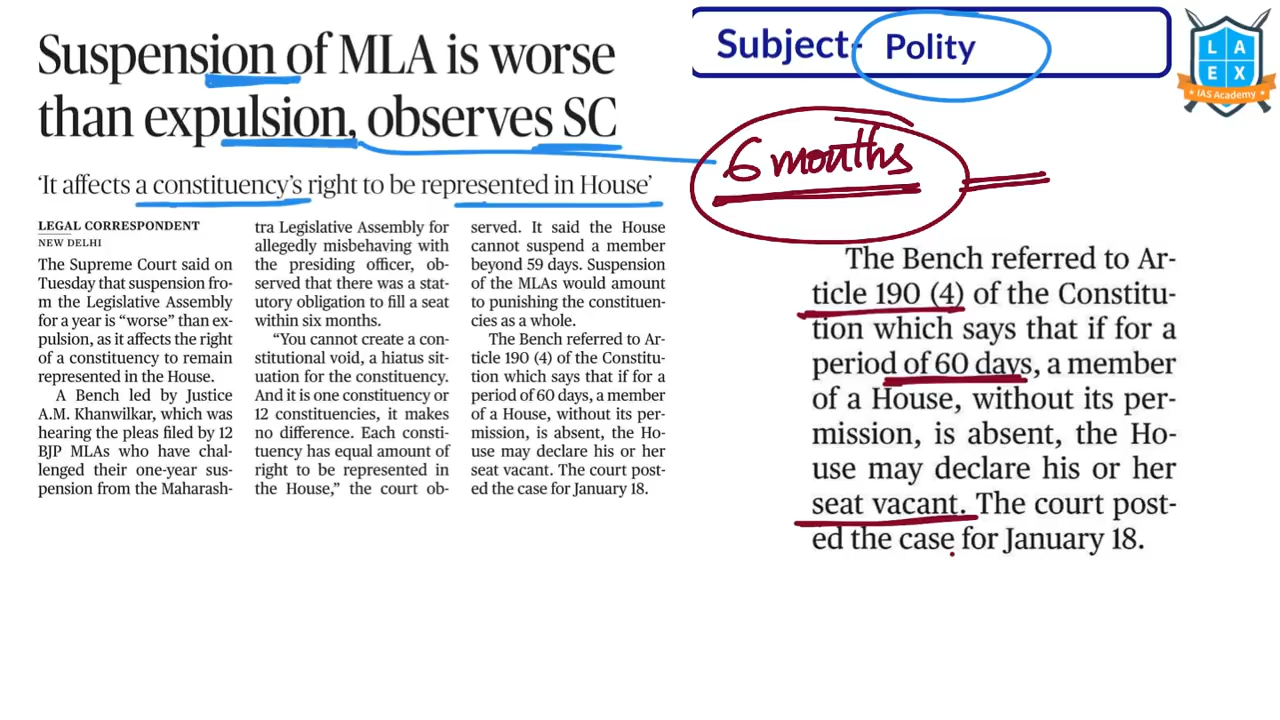 Suspension of MLA is worse
than expulsion, observes SC
‘It affects a constituency’s right to be represented in House’
LEGAL CORRESPONDENT
NEW DELHI
The Supreme Court said on
Tuesday that suspension fro-
m the Legislative Assembly
for a year is “worse” than ex-
pulsion, as it affects the right
of a constituency to remain
represented in the House.
A Bench led by Justice
A.M. Khanwilkar, which was
hearing the pleas filed by 12
BJP MLAs who have chal-
lenged their one-year sus-
pension from the Maharash-
tra Legislative Assembly for
allegedly misbehaving with
the presiding officer, ob-
served that there was a stat-
utory obligation to fill a seat
within six months.
“You cannot create a con-
stitutional void, a hiatus sit-
uation for the constituency.
And it is one constituency or
12 constituencies, it makes
no difference. Each consti-
tuency has equal amount of
right to be represented in
the House,” the court ob-
served. It said the House
cannot suspend a member
beyond 59 days. Suspension
of the MLAs would amount
to punishing the constituen-
cies as a whole.
The Bench referred to Ar-
ticle 190 (4) of the Constitu-
tion which says that if for a
period of 60 days, a member
of a House, without its per-
mission, is absent, the Ho-
use may declare his or her
seat vacant. The court post-
ed the case for January 18.
Subject- Polity
LA
EX
IAS Academy
6 months
The Bench referred to Ar-
ticle 190 (4) of the Constitu-
tion which says that if for a
period of 60 days, a member
of a House, without its per-
mission, is absent, the Ho-
use may declare his or her
seat vacant. The court post-
ed the case for January 18.